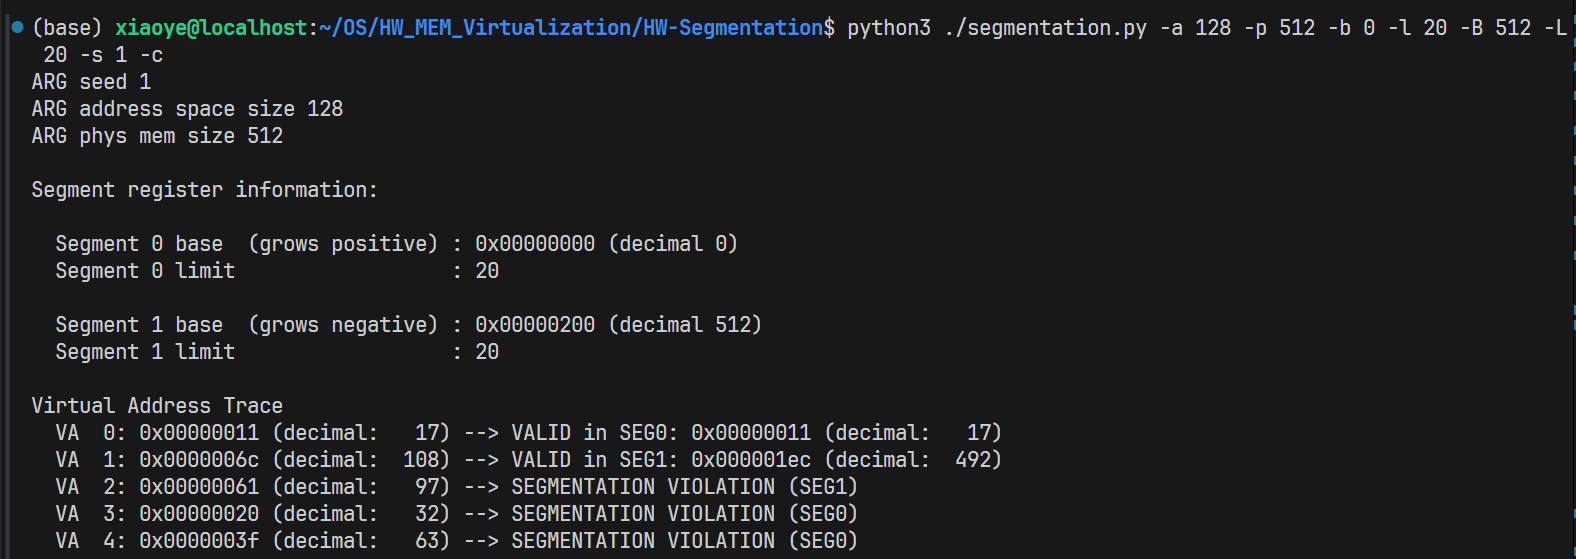 (base) xiaoye@localhost:~/OS/HW_MEM_Virtualization/HW-Segmentation$ python3 ./segmentation.py -a 128 -p 512 -b 0 -l 20 -B 512 -L
 20 -s 1 -c
ARG seed 1
ARG address space size 128
ARG phys mem size 512

Segment register information:

  Segment 0 base  (grows positive) : 0x00000000 (decimal 0)
  Segment 0 limit                  : 20

  Segment 1 base  (grows negative) : 0x00000200 (decimal 512)
  Segment 1 limit                  : 20

Virtual Address Trace
  VA  0: 0x00000011 (decimal:   17) --> VALID in SEG0: 0x00000011 (decimal:   17)
  VA  1: 0x0000006c (decimal:  108) --> VALID in SEG1: 0x000001ec (decimal:  492)
  VA  2: 0x00000061 (decimal:   97) --> SEGMENTATION VIOLATION (SEG1)
  VA  3: 0x00000020 (decimal:   32) --> SEGMENTATION VIOLATION (SEG0)
  VA  4: 0x0000003f (decimal:   63) --> SEGMENTATION VIOLATION (SEG0)